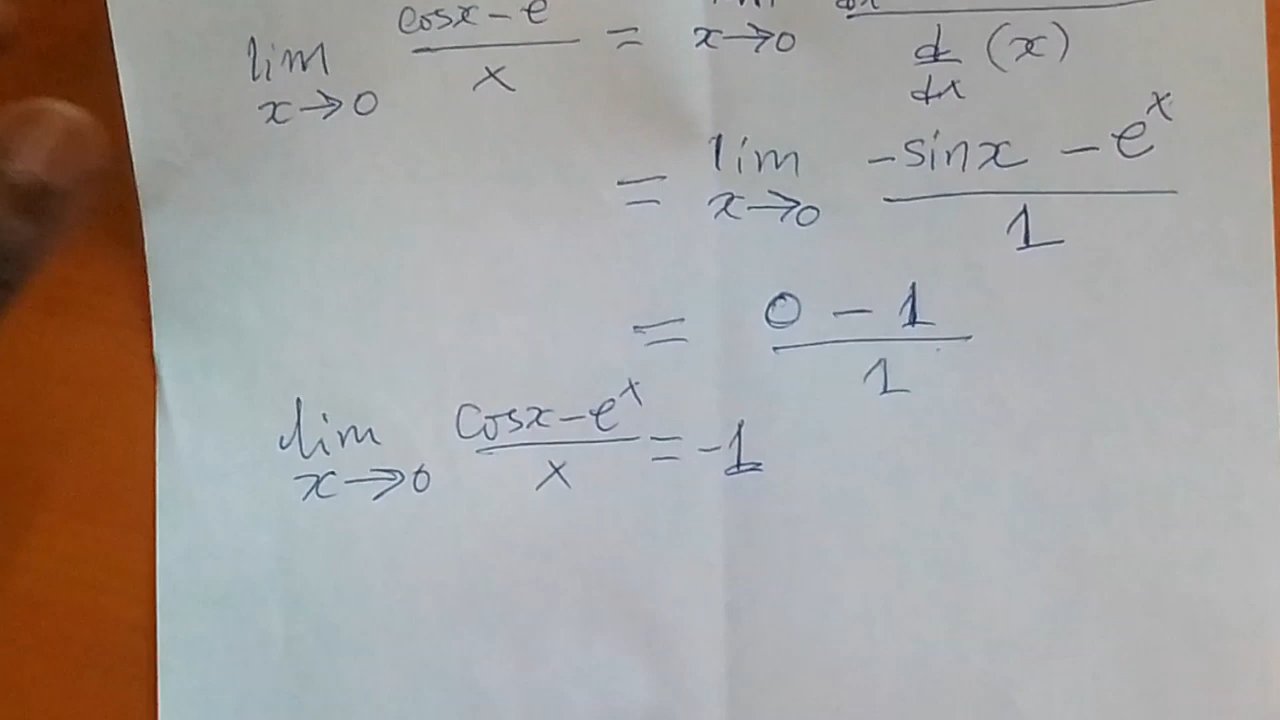 lim x→0 cosx - e / x = x→0 / d/dx (x)
= lim x→0 -sinx - e^x / 1
= 0 - 1 / 1
lim x→0 cosx - e^x / x = -1